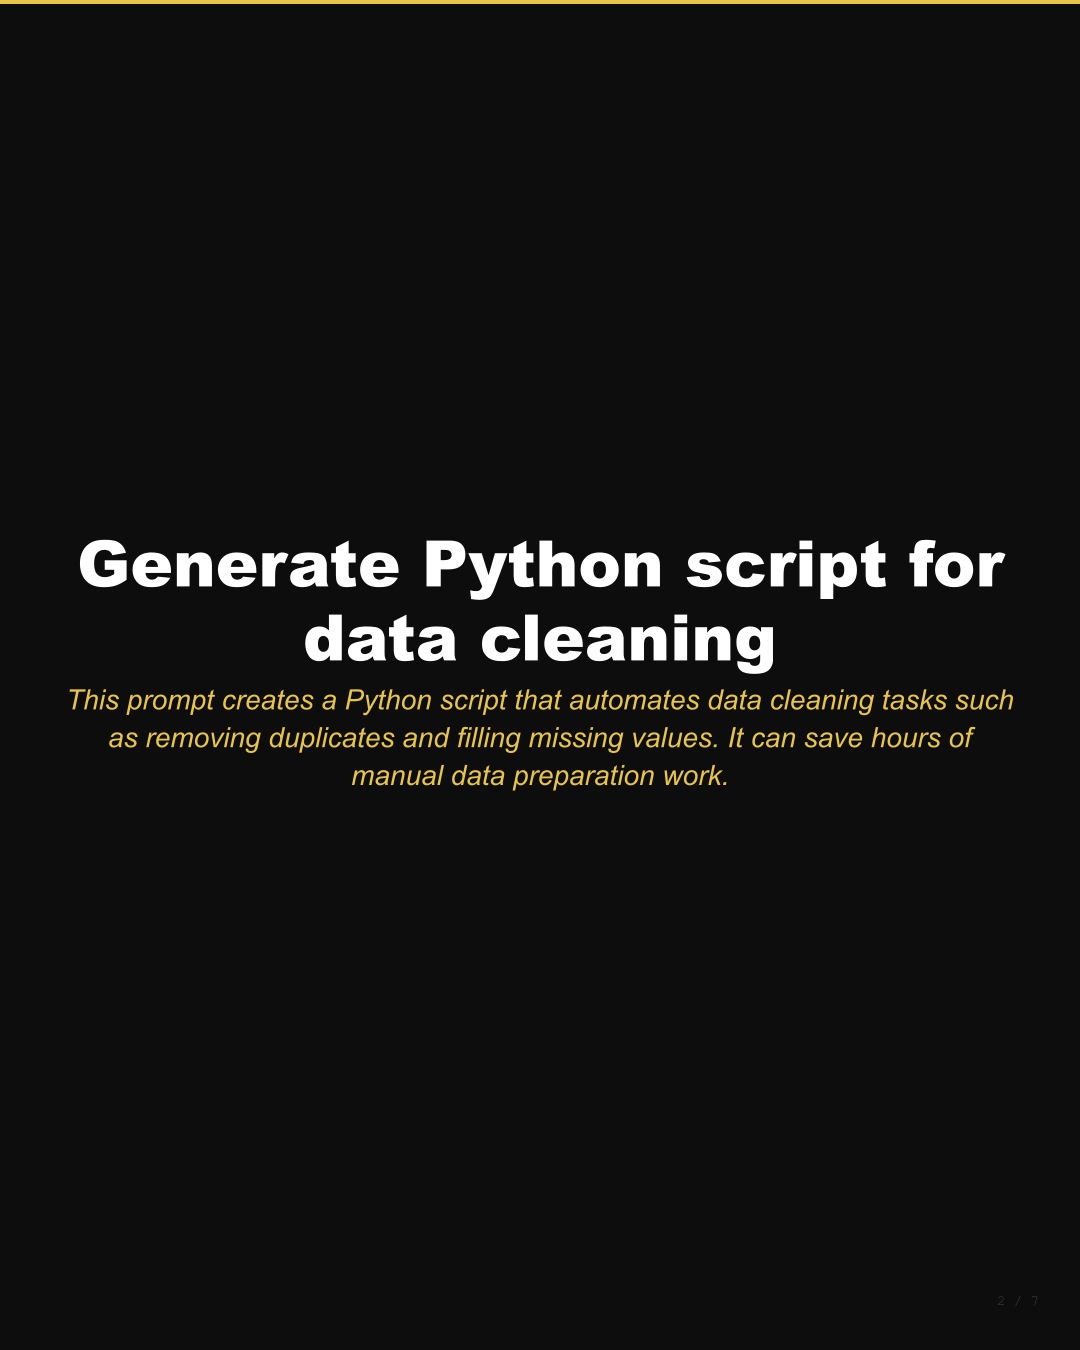 Generate Python script for
data cleaning
This prompt creates a Python script that automates data cleaning tasks such
as removing duplicates and filling missing values. It can save hours of
manual data preparation work.
2 / 7